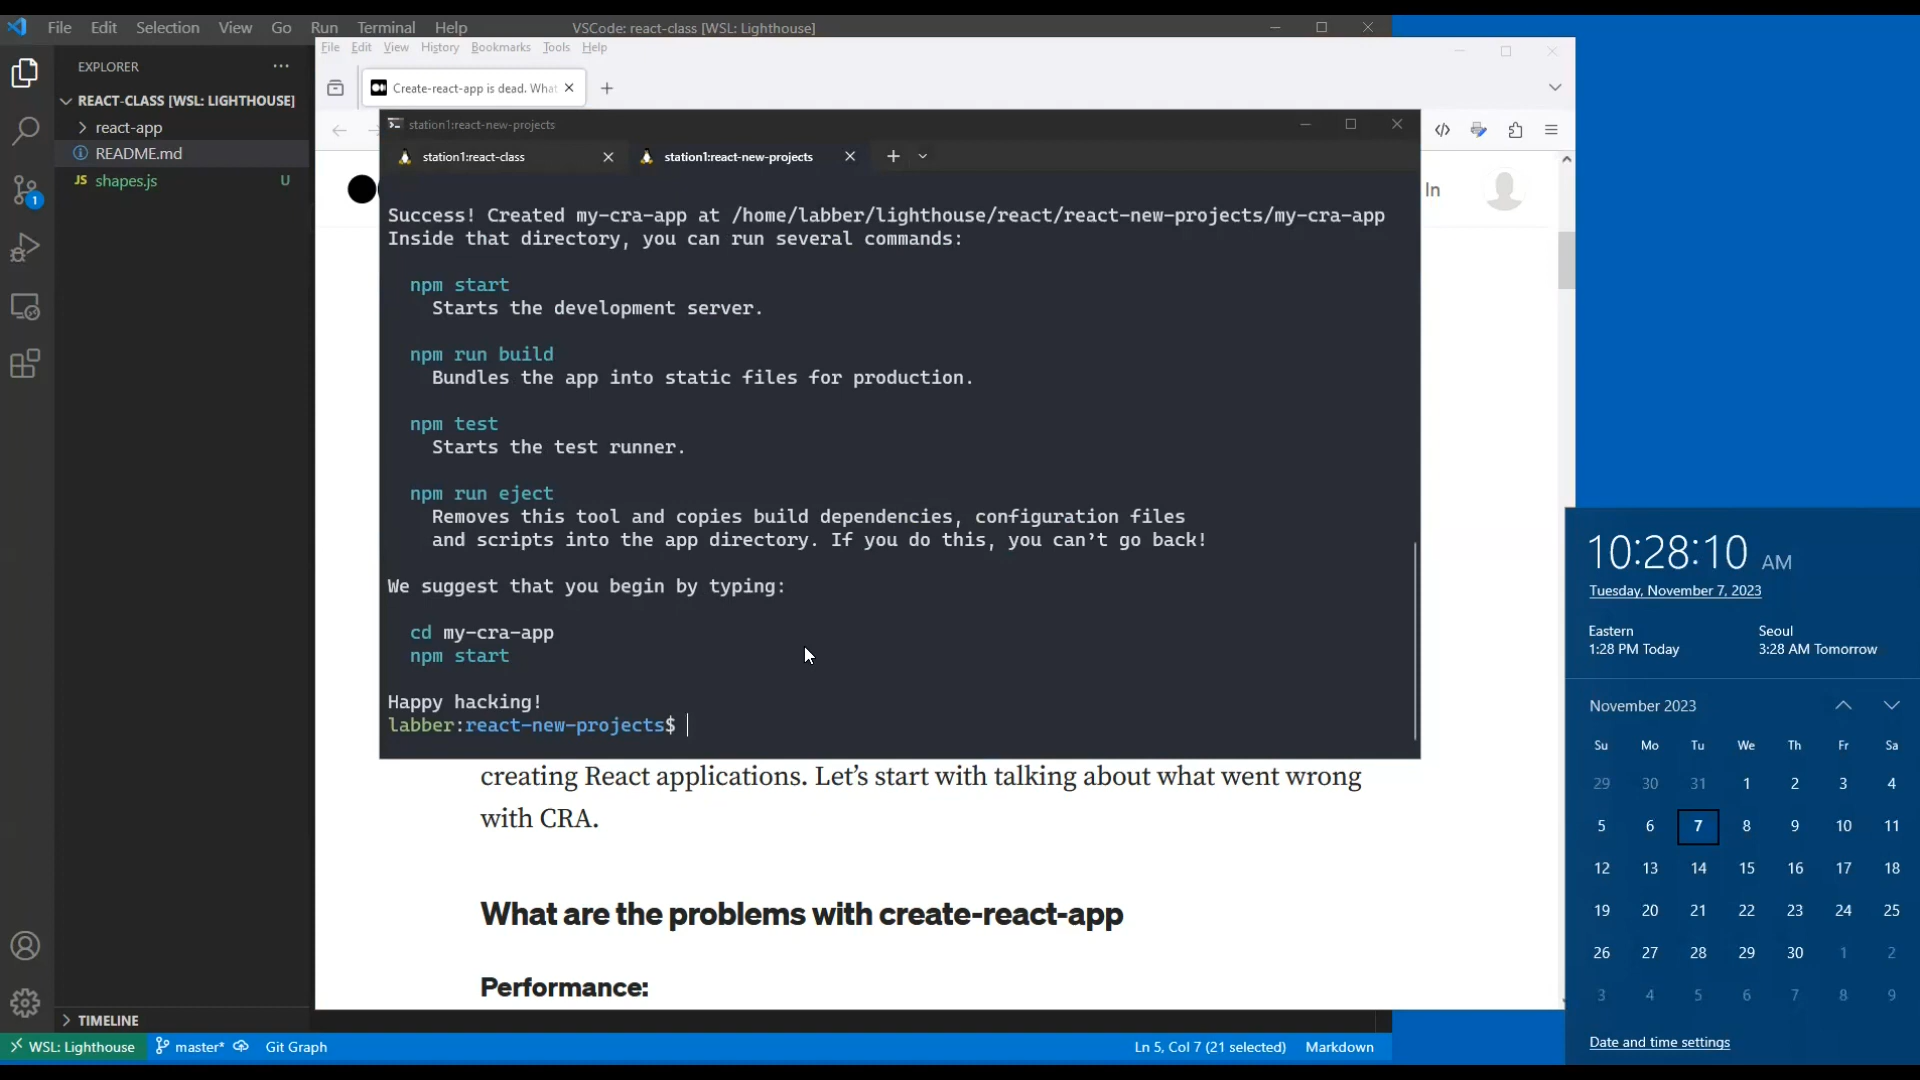 File Edit Selection View Go Run Terminal Help
VSCode: react-class [WSL: Lighthouse]
EXPLORER
REACT-CLASS [WSL: LIGHTHOUSE]
react-app
README.md
JS shapes.js U
1
TIMELINE
File Edit View History Bookmarks Tools Help
Create-react-app is dead. What
In
station1:react-new-projects
station1:react-class
station1:react-new-projects
Success! Created my-cra-app at /home/labber/lighthouse/react/react-new-projects/my-cra-app
Inside that directory, you can run several commands:
npm start
Starts the development server.
npm run build
Bundles the app into static files for production.
npm test
Starts the test runner.
npm run eject
Removes this tool and copies build dependencies, configuration files
and scripts into the app directory. If you do this, you can’t go back!
We suggest that you begin by typing:
cd my-cra-app
npm start
Happy hacking!
labber:react-new-projects$
creating React applications. Let’s start with talking about what went wrong
with CRA.
What are the problems with create-react-app
Performance:
10:28:10 AM
Tuesday, November 7, 2023
Eastern
1:28 PM Today
Seoul
3:28 AM Tomorrow
November 2023
Su Mo Tu We Th Fr Sa
29 30 31 1 2 3 4
5 6 7 8 9 10 11
12 13 14 15 16 17 18
19 20 21 22 23 24 25
26 27 28 29 30 1 2
3 4 5 6 7 8 9
Date and time settings
WSL: Lighthouse master* Git Graph
Ln 5, Col 7 (21 selected) Markdown